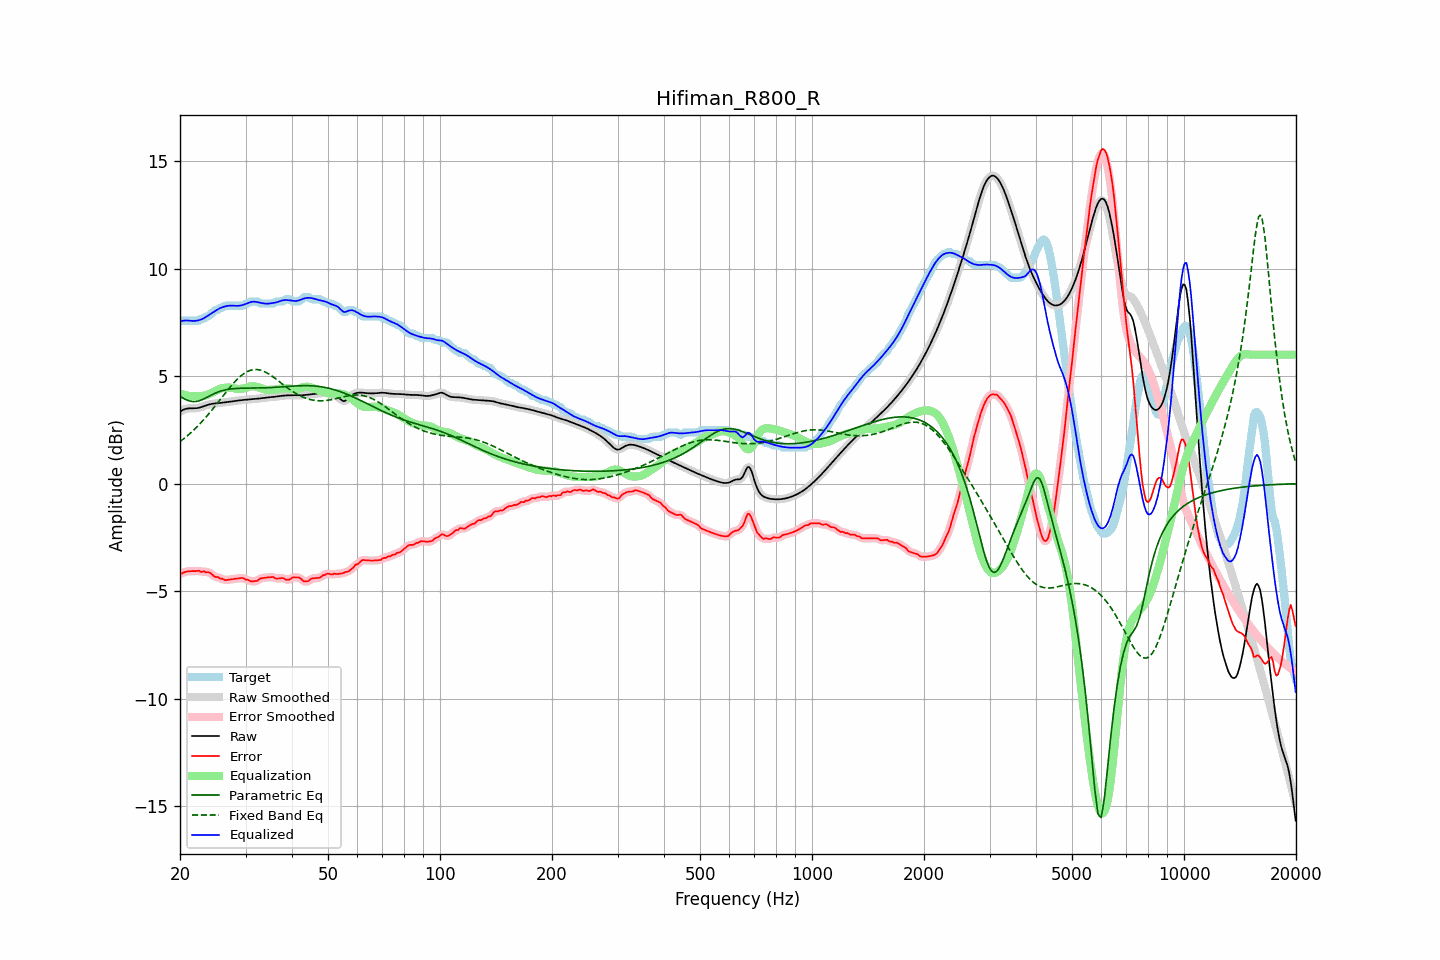 Hifiman_R800_R
Amplitude (dBr)
15
10
5
0
−5
−10
−15
Target
Raw Smoothed
Error Smoothed
Raw
Error
Equalization
Parametric Eq
Fixed Band Eq
Equalized
20 50 100 200 500 1000 2000 5000 10000 20000
Frequency (Hz)